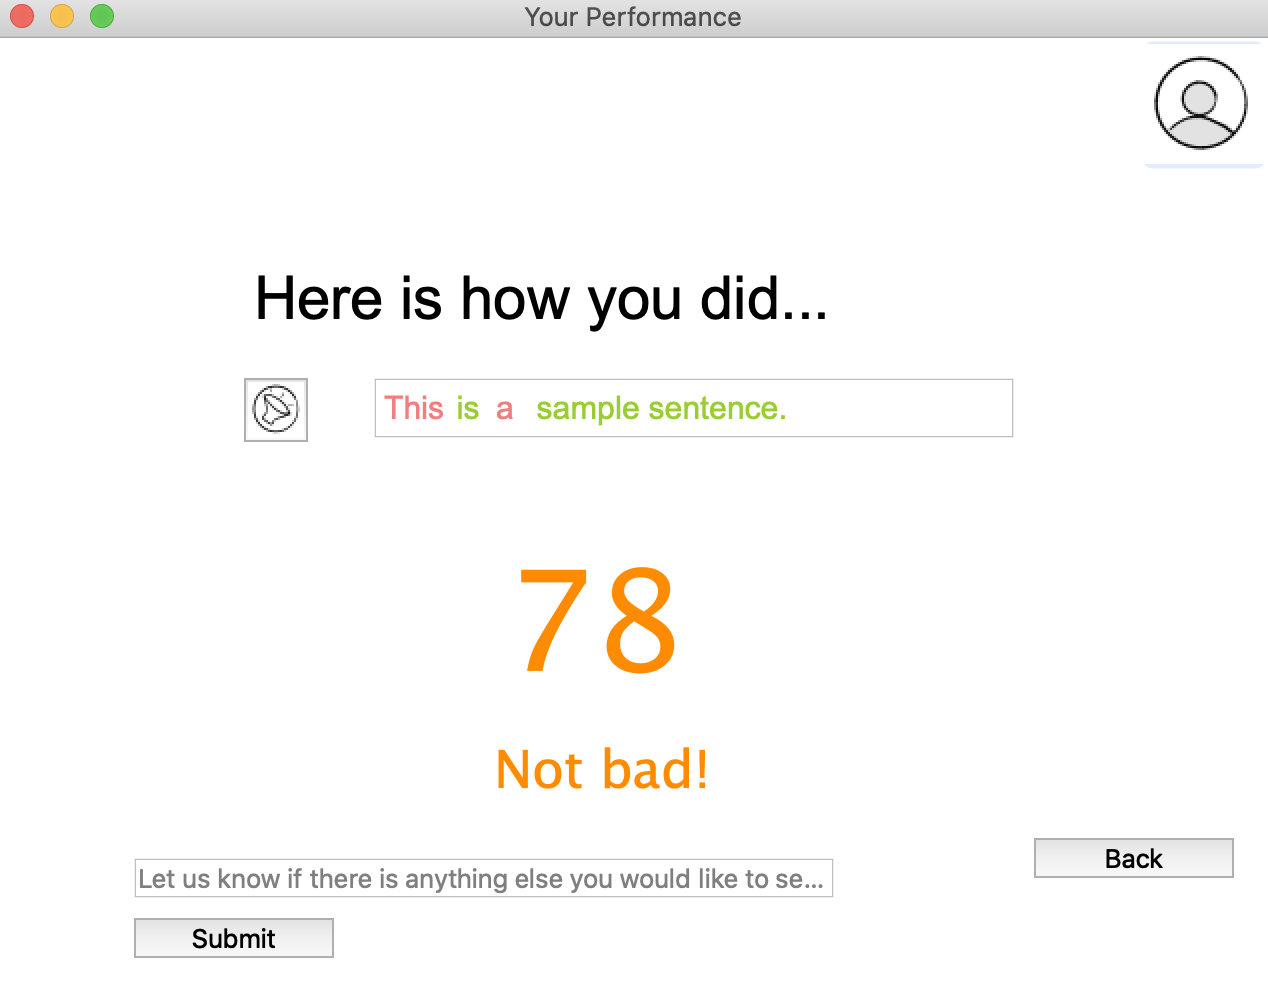 Your Performance
Here is how you did...
This is a sample sentence.
78
Not bad!
Let us know if there is anything else you would like to se...
Back
Submit